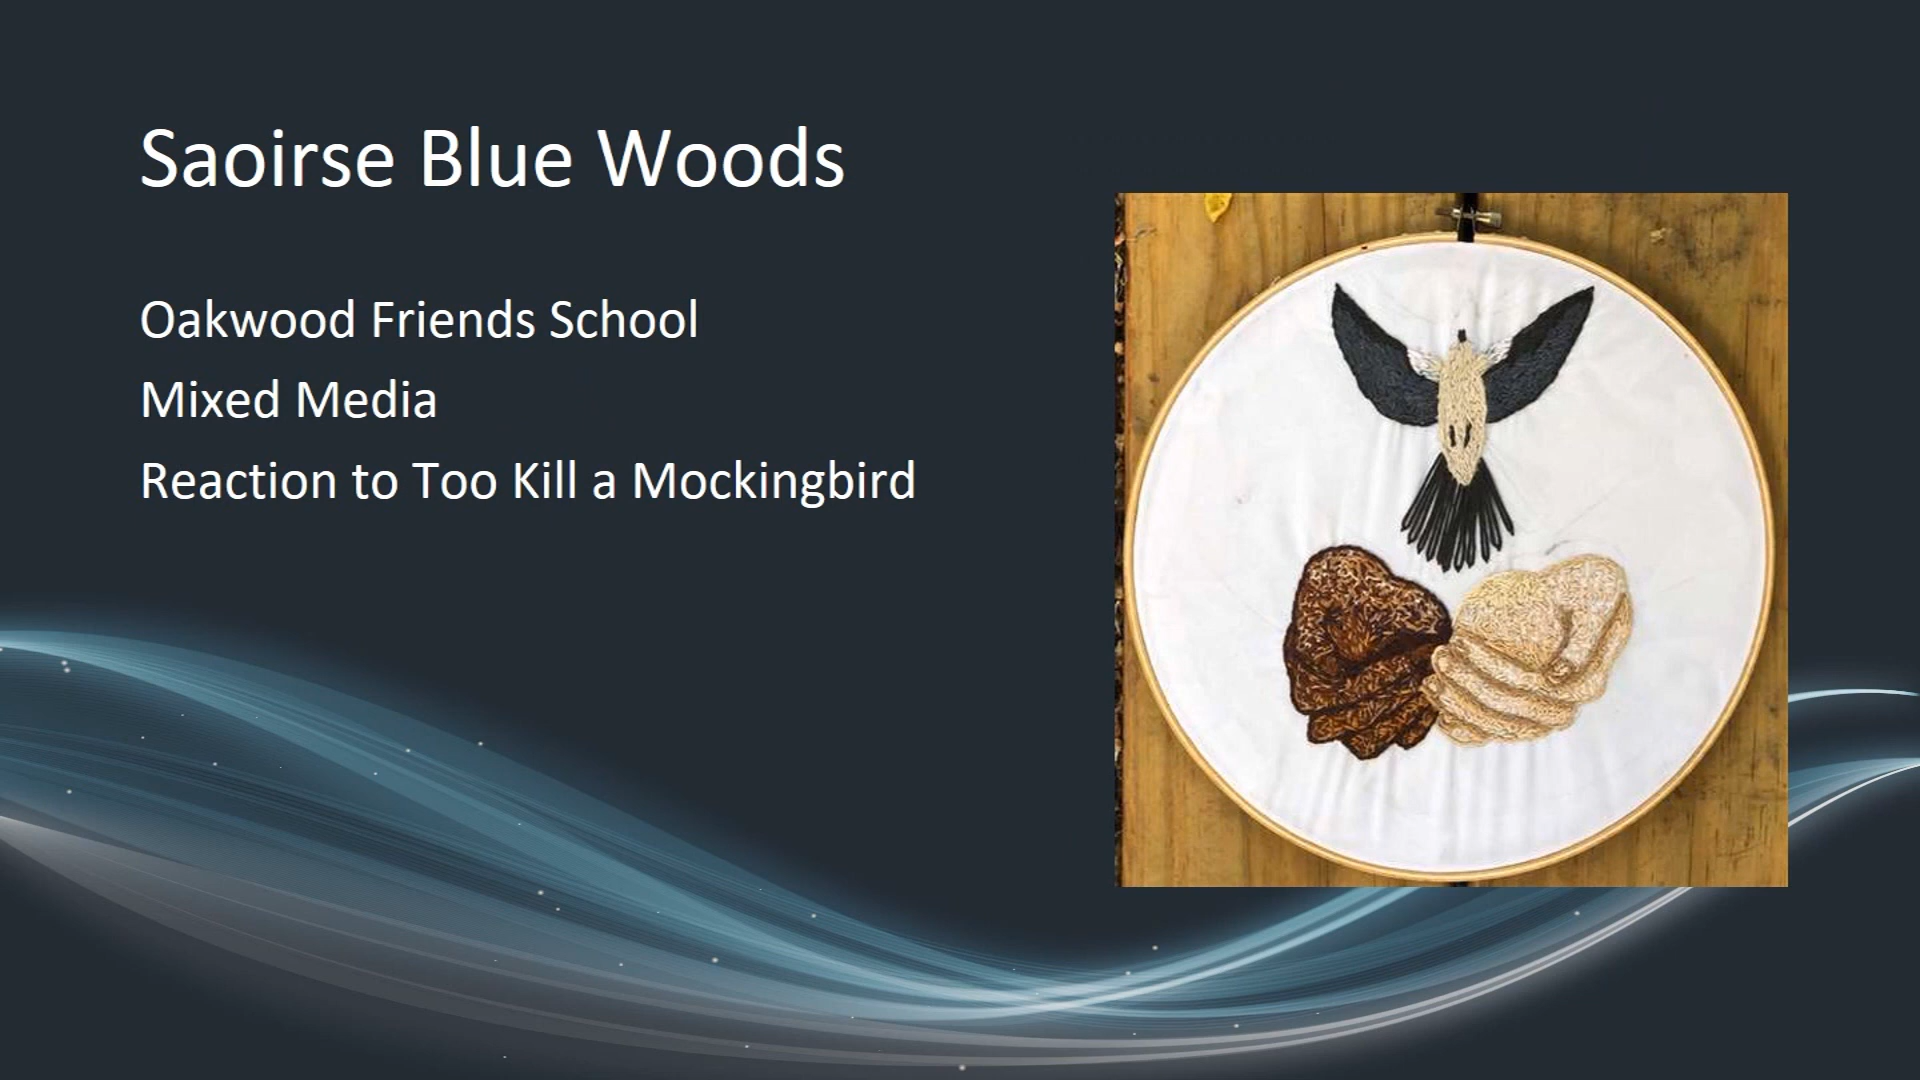 Saoirse Blue Woods
Oakwood Friends School
Mixed Media
Reaction to Too Kill a Mockingbird